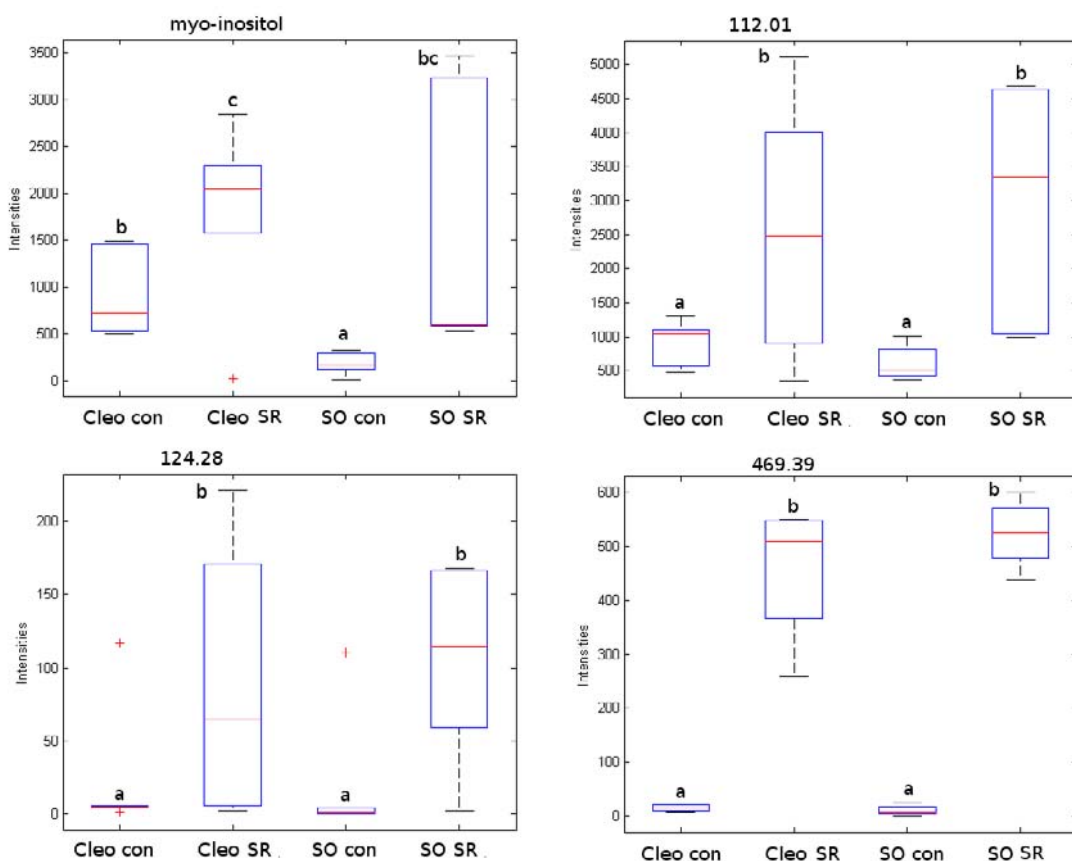 myo-inositol
3500
3000
2500
2000
1500
1000
500
0
Intensities
b
c
a
bc
Cleo con Cleo SR SO con SO SR
112.01
5000
4500
4000
3500
3000
2500
2000
1500
1000
500
Intensities
a
b
a
b
Cleo con Cleo SR . SO con SO SR
124.28
200
150
100
50
0
Intensities
a
b
a
b
Cleo con Cleo SR . SO con SO SR .
469.39
600
500
400
300
200
100
0
Intensities
a
b
a
b
Cleo con Cleo SR SO con SO SR